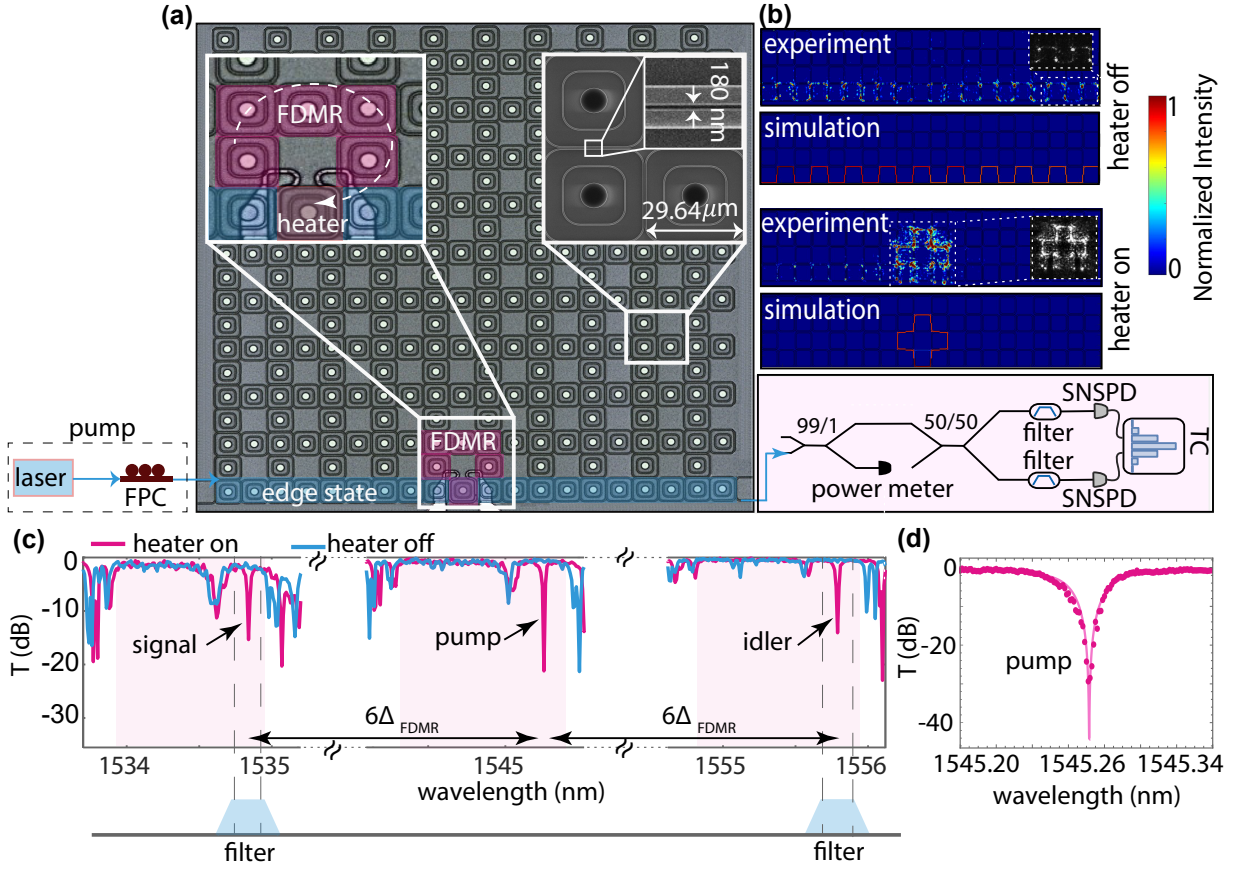 (a)
FDMR
heater
180 nm
29.64μm
FDMR
edge state
pump
laser
FPC
(b)
experiment
simulation
heater off
experiment
simulation
heater on
1
0
Normalized Intensity
99/1
50/50
power meter
SNSPD
filter
filter
SNSPD
TC
(c)
heater on
heater off
0
-10
-20
-30
T (dB)
signal
pump
idler
6Δ FDMR
6Δ FDMR
1534
1535
1545
1555
1556
wavelength (nm)
filter
filter
(d)
0
-20
-40
T (dB)
pump
1545.20
1545.26
1545.34
wavelength (nm)